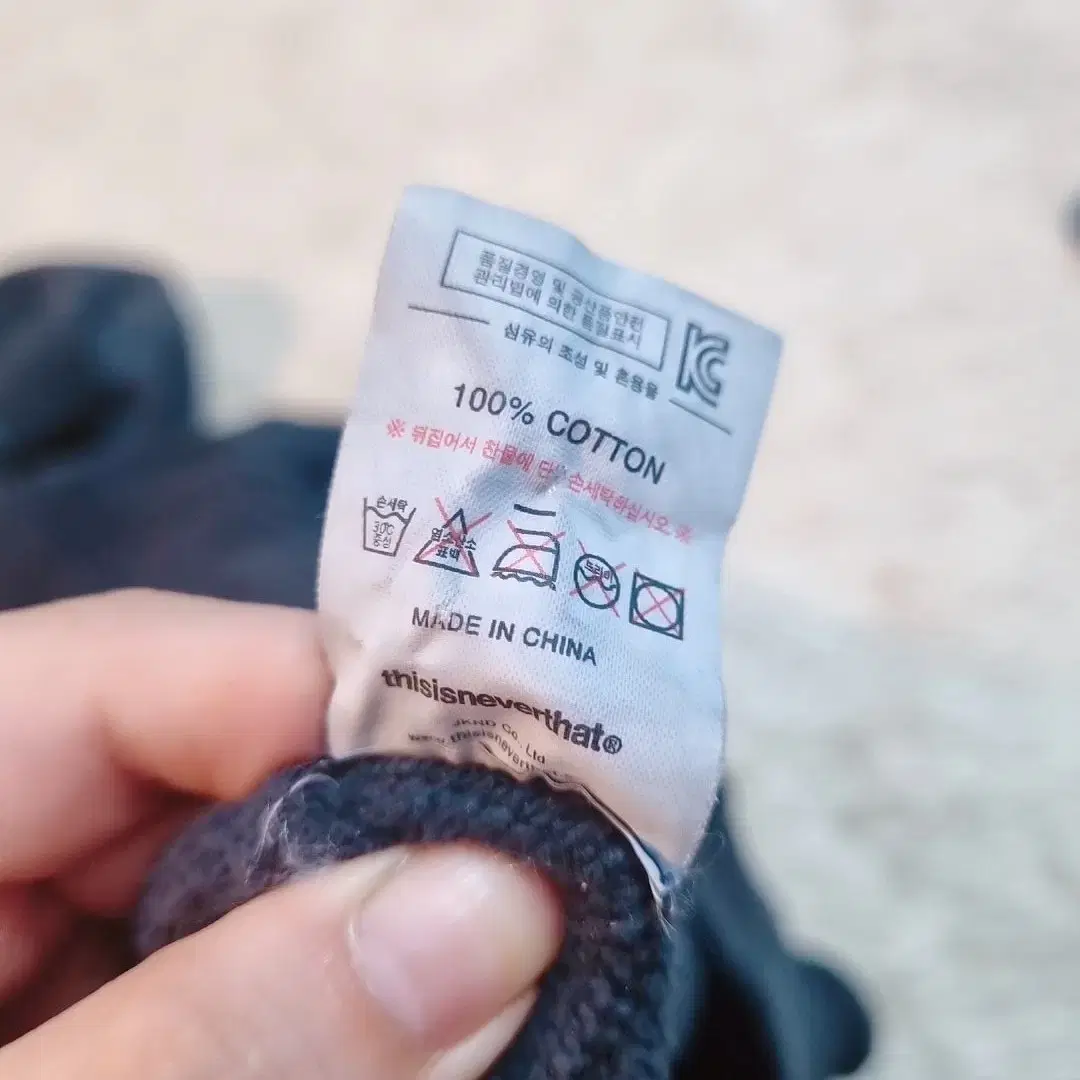 품질경영 및 공산품안전
관리법에 의한 품질표시
섬유의 조성 및 혼용율
100% COTTON
※ 뒤집어서 찬물에 단독 손세탁하십시오. ※
손세탁
30℃
중성
염소산소
표백
드라이
MADE IN CHINA
thisisneverthat®
JKND Co. Ltd